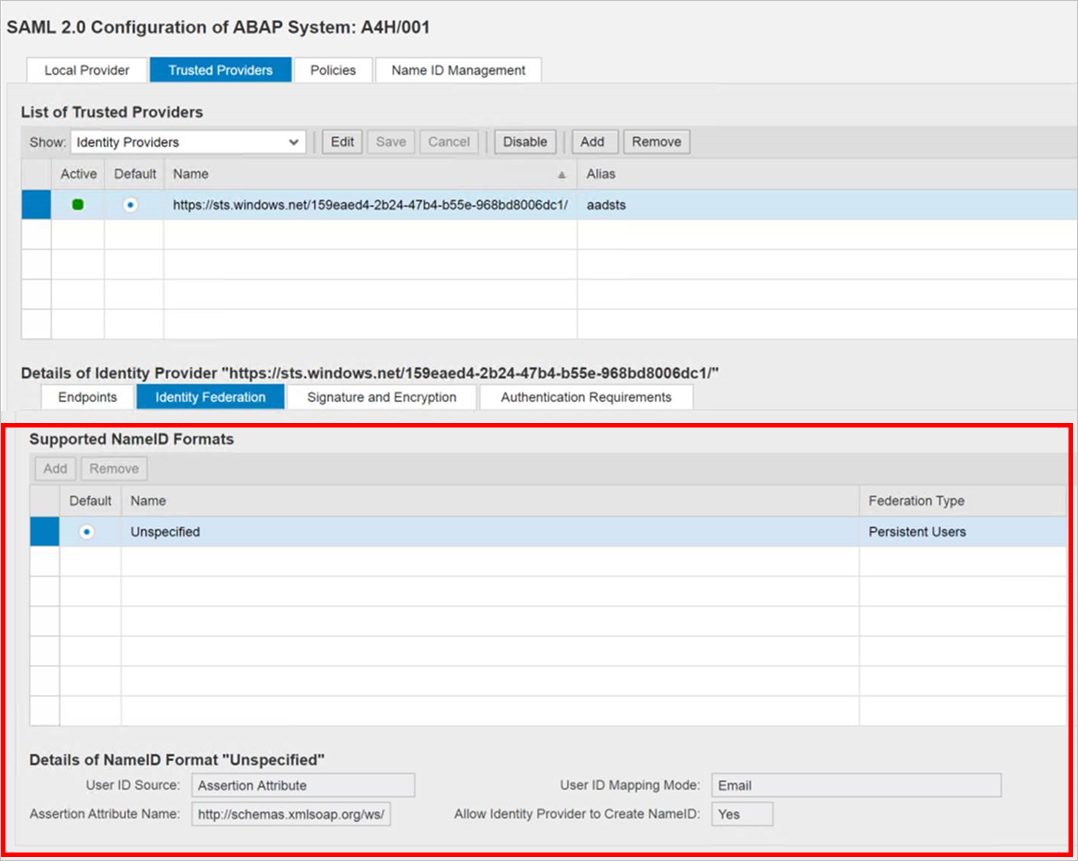 SAML 2.0 Configuration of ABAP System: A4H/001
Local Provider Trusted Providers Policies Name ID Management
List of Trusted Providers
Show: Identity Providers Edit Save Cancel Disable Add Remove
Active Default Name Alias
https://sts.windows.net/159eaed4-2b24-47b4-b55e-968bd8006dc1/ aadsts
Details of Identity Provider "https://sts.windows.net/159eaed4-2b24-47b4-b55e-968bd8006dc1/"
Endpoints Identity Federation Signature and Encryption Authentication Requirements
Supported NameID Formats
Add Remove
Default Name Federation Type
Unspecified Persistent Users
Details of NameID Format "Unspecified"
User ID Source: Assertion Attribute User ID Mapping Mode: Email
Assertion Attribute Name: http://schemas.xmlsoap.org/ws/ Allow Identity Provider to Create NameID: Yes